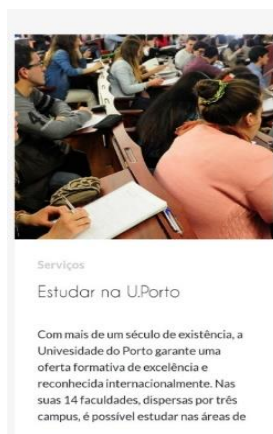 Serviços
Estudar na U.Porto
Com mais de um século de existência, a
Univesidade do Porto garante uma
oferta formativa de excelência e
reconhecida internacionalmente. Nas
suas 14 faculdades, dispersas por três
campus, é possível estudar nas áreas de